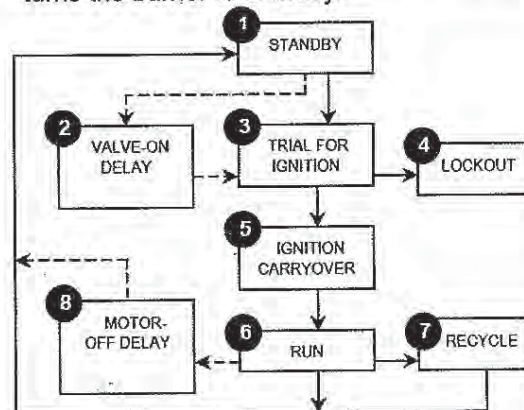 1
STANDBY
2
VALVE-ON
DELAY
3
TRIAL FOR
IGNITION
4
LOCKOUT
5
IGNITION
CARRYOVER
8
MOTOR-
OFF DELAY
6
RUN
7
RECYCLE